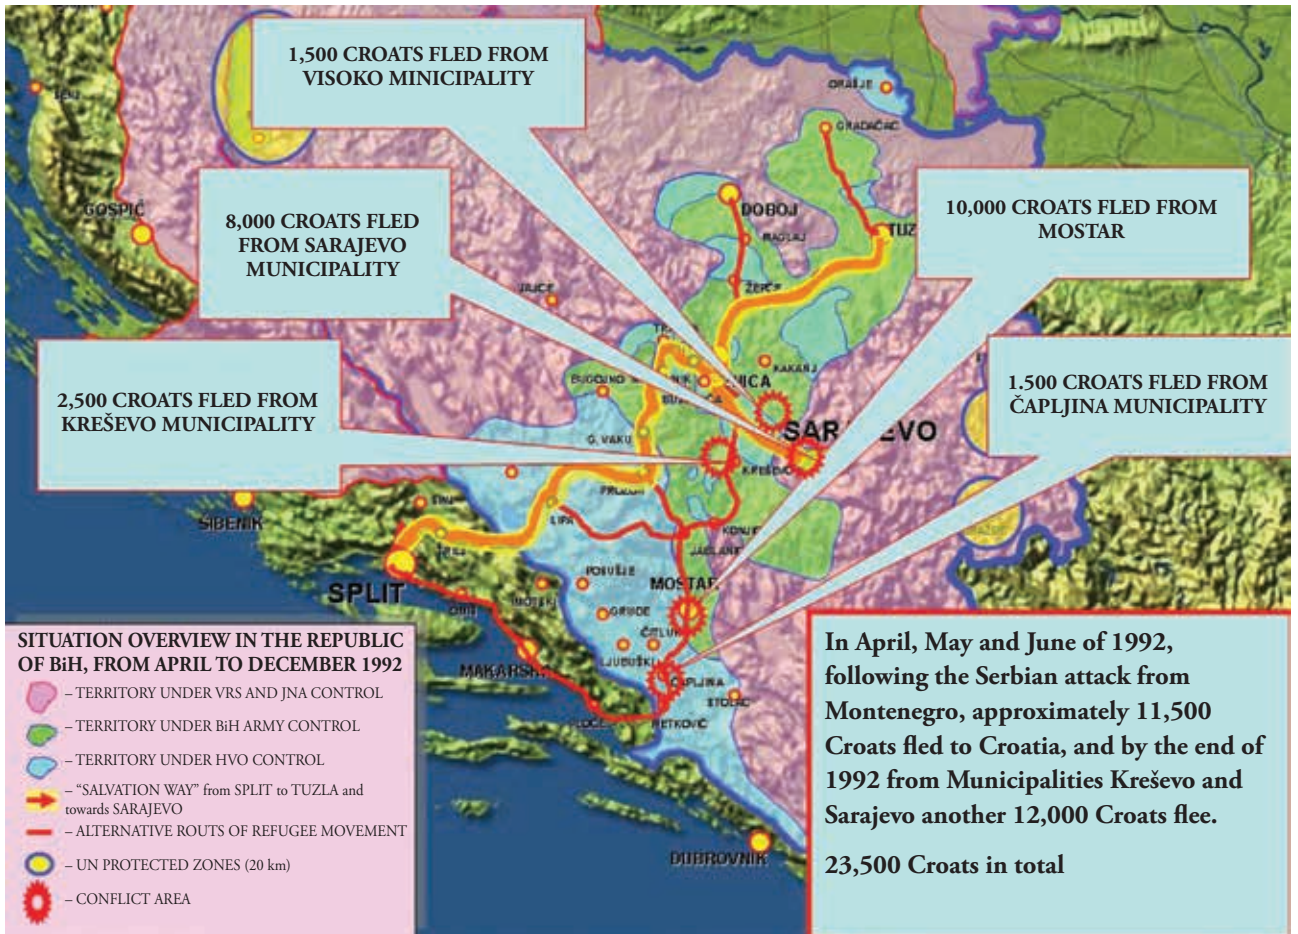 1,500 CROATS FLED FROM
VISOKO MINICIPALITY
8,000 CROATS FLED
FROM SARAJEVO
MUNICIPALITY
10,000 CROATS FLED FROM
MOSTAR
2,500 CROATS FLED FROM
KREŠEVO MUNICIPALITY
1.500 CROATS FLED FROM
ČAPLJINA MUNICIPALITY
ORAŠJE
GRADAČAC
GOSPIĆ
DOBOJ
MAGLAJ
TUZ
JAJCE
ŽEPČE
KAKANJ
BUGOJNO
NICA
G. VAKU
SAR EVO
KREŠEVO
ŠIBENIK
SINJ
LIPA
KONJIC
JABLANI
SPLIT
POSUŠJE
MOSTAR
IMOTSKI
GRUDE
OMIŠ
ČITLUK
LJUBUŠKI
MAKARSKA
ČAPLJINA
STOLAC
PLOČE
METKOVIĆ
DUBROVNIK
SITUATION OVERVIEW IN THE REPUBLIC
OF BiH, FROM APRIL TO DECEMBER 1992
– TERRITORY UNDER VRS AND JNA CONTROL
– TERRITORY UNDER BiH ARMY CONTROL
– TERRITORY UNDER HVO CONTROL
– “SALVATION WAY” from SPLIT to TUZLA and
towards SARAJEVO
– ALTERNATIVE ROUTS OF REFUGEE MOVEMENT
– UN PROTECTED ZONES (20 km)
– CONFLICT AREA
In April, May and June of 1992,
following the Serbian attack from
Montenegro, approximately 11,500
Croats fled to Croatia, and by the end of
1992 from Municipalities Kreševo and
Sarajevo another 12,000 Croats flee.
23,500 Croats in total